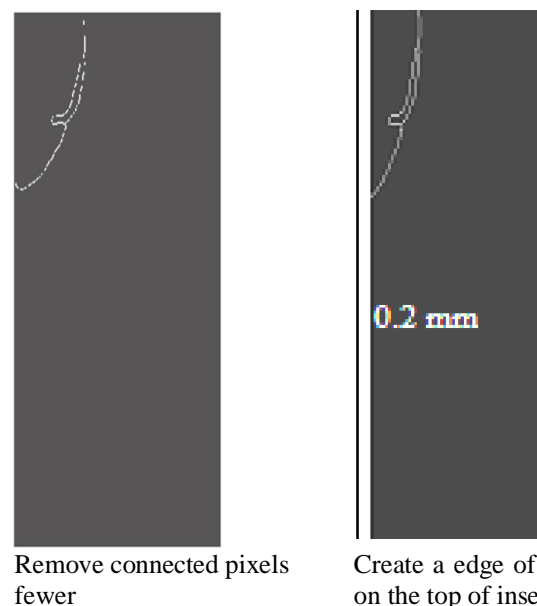 0.2 mm
Remove connected pixels
fewer
Create a edge of
on the top of inse